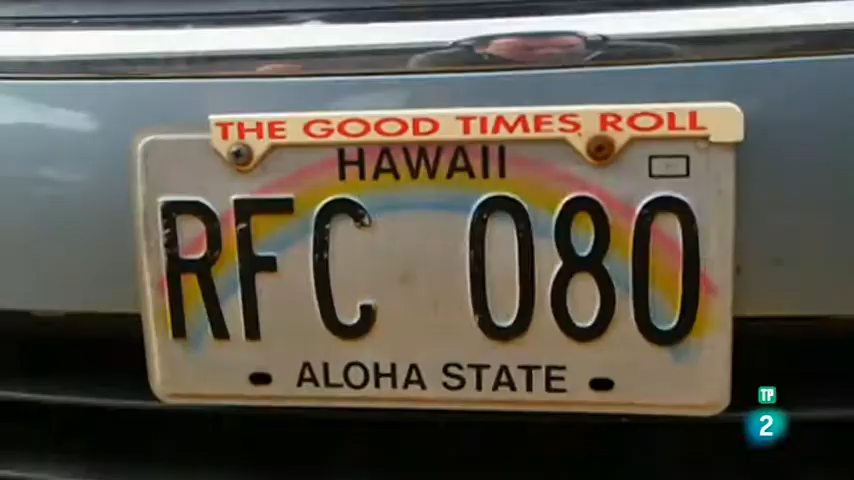 THE GOOD TIMES ROLL
HAWAII
RFC 080
ALOHA STATE
TP
2